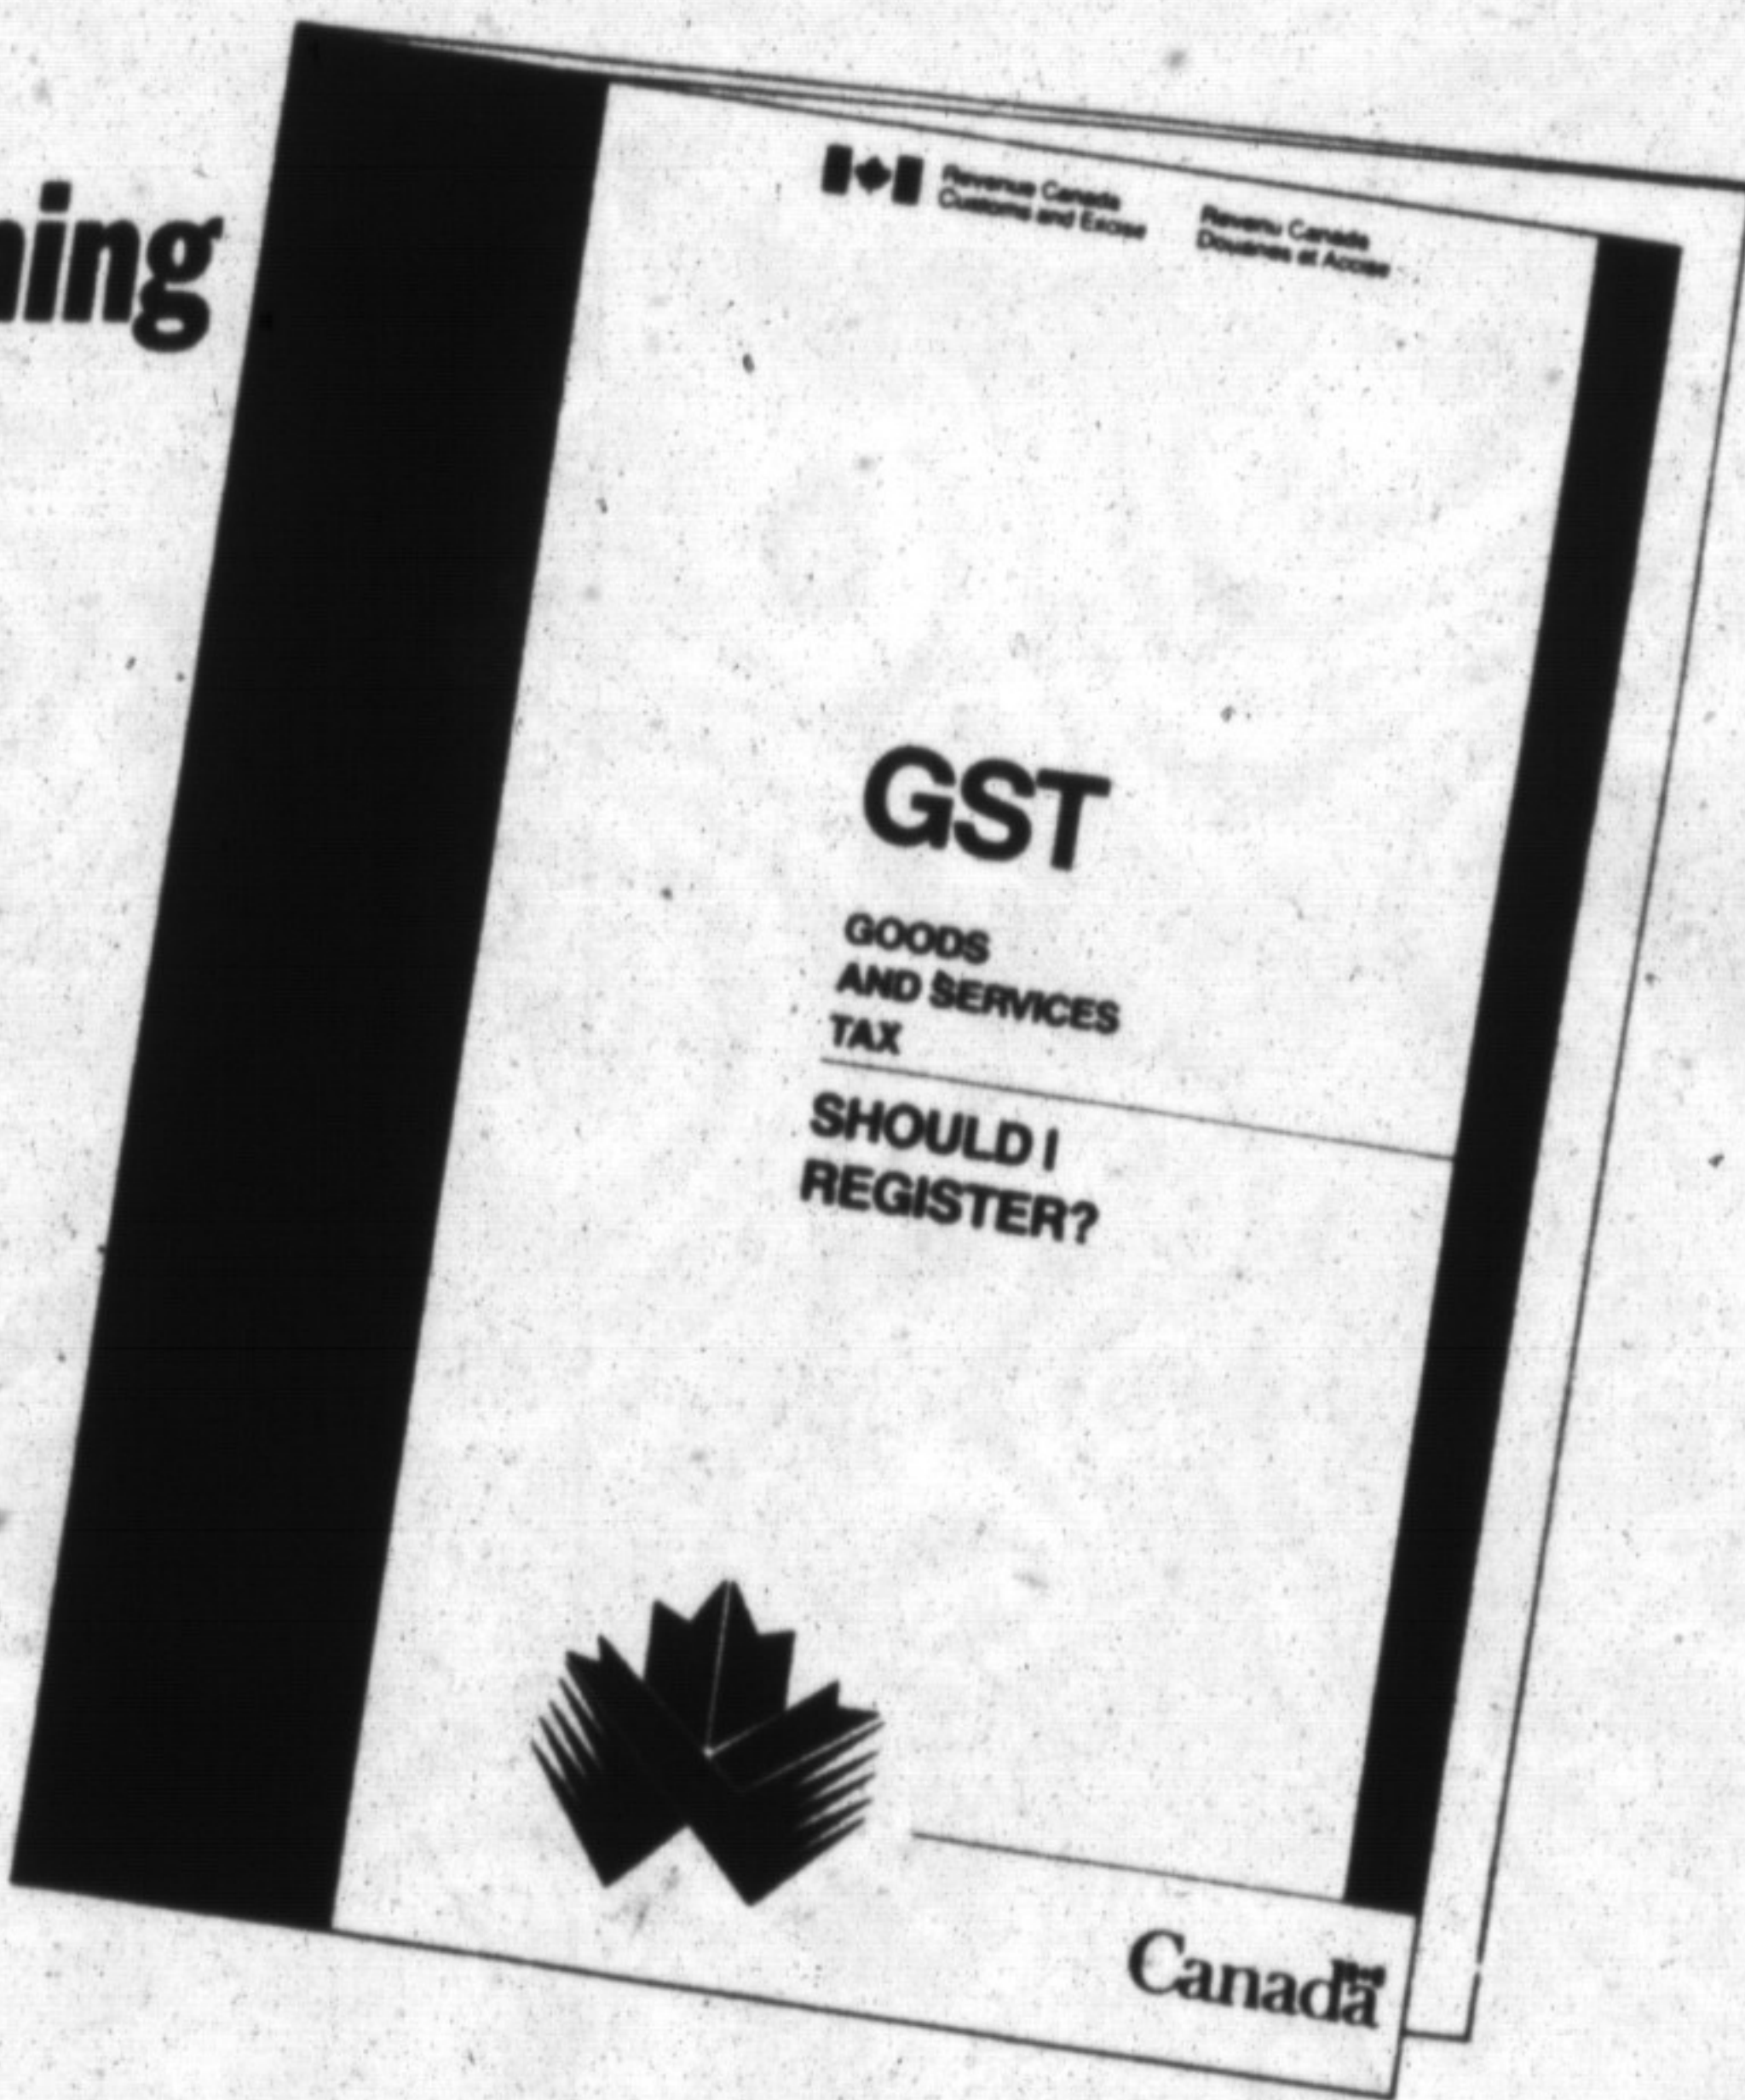 ning
Revenue Canada
Customs and Excise
Revenu Canada
Douanes et Accise
GST
GOODS
AND SERVICES
TAX
SHOULD I
REGISTER?
Canada